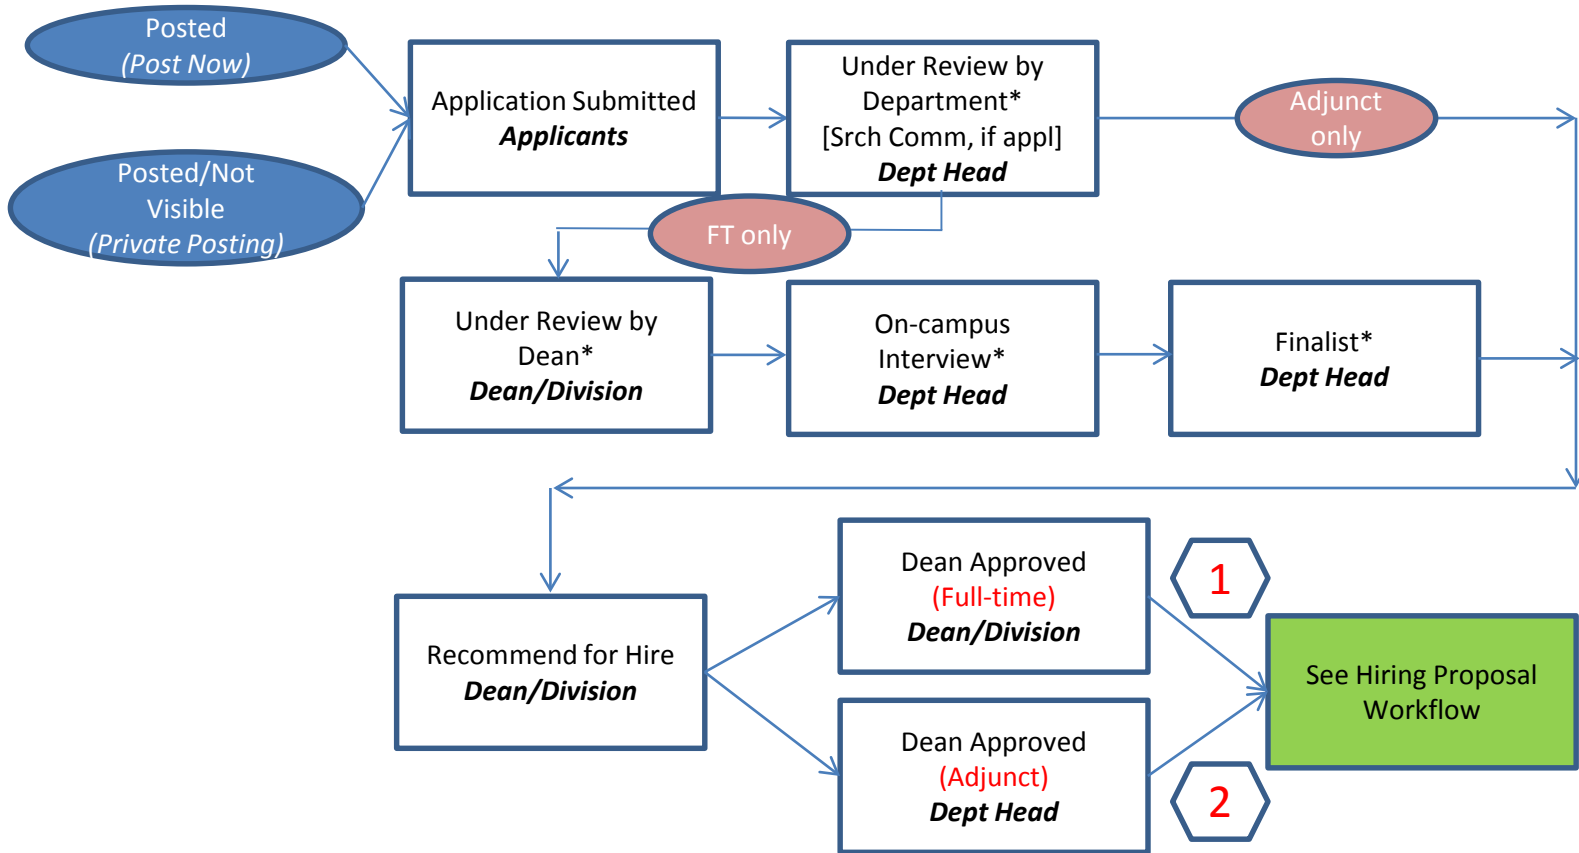 Posted
(Post Now)
Application Submitted
Applicants
Under Review by
Department*
[Srch Comm, if appl]
Dept Head
Adjunct
only
Posted/Not
Visible
(Private Posting)
FT only
Under Review by
Dean*
Dean/Division
On-campus
Interview*
Dept Head
Finalist*
Dept Head
Recommend for Hire
Dean/Division
Dean Approved
(Full-time)
Dean/Division
1
Dean Approved
(Adjunct)
Dept Head
2
See Hiring Proposal
Workflow